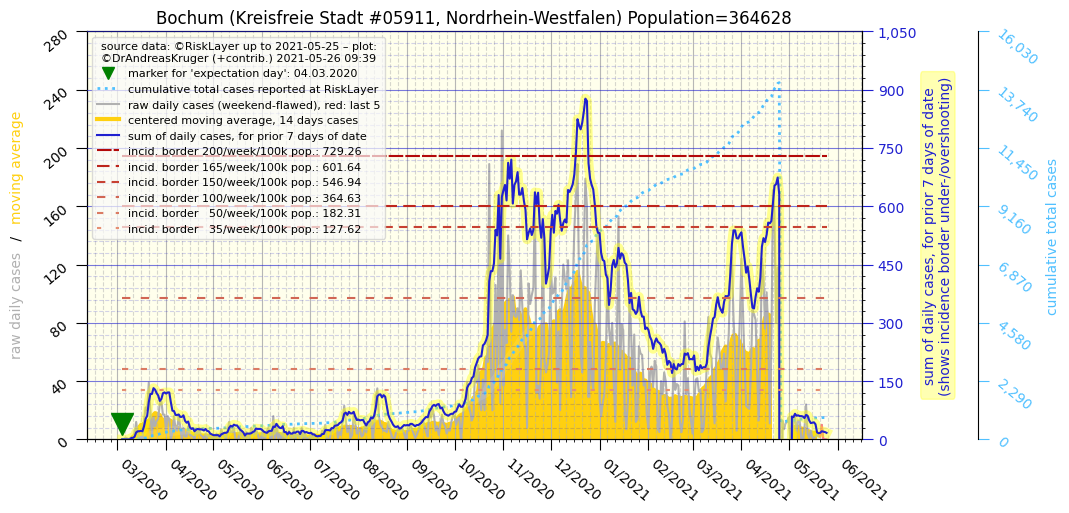 Bochum (Kreisfreie Stadt #05911, Nordrhein-Westfalen) Population=364628
source data: ©RiskLayer up to 2021-05-25 – plot:
©DrAndreasKruger (+contrib.) 2021-05-26 09:39
marker for 'expectation day': 04.03.2020
cumulative total cases reported at RiskLayer
raw daily cases (weekend-flawed), red: last 5
centered moving average, 14 days cases
sum of daily cases, for prior 7 days of date
incid. border 200/week/100k pop.: 729.26
incid. border 165/week/100k pop.: 601.64
incid. border 150/week/100k pop.: 546.94
incid. border 100/week/100k pop.: 364.63
incid. border 50/week/100k pop.: 182.31
incid. border 35/week/100k pop.: 127.62
raw daily cases / moving average
280
240
200
160
120
80
40
0
03/2020
04/2020
05/2020
06/2020
07/2020
08/2020
09/2020
10/2020
11/2020
12/2020
01/2021
02/2021
03/2021
04/2021
05/2021
06/2021
1,050
900
750
600
450
300
150
0
sum of daily cases, for prior 7 days of date
(shows incidence border under-/overshooting)
16,030
13,740
11,450
9,160
6,870
4,580
2,290
0
cumulative total cases